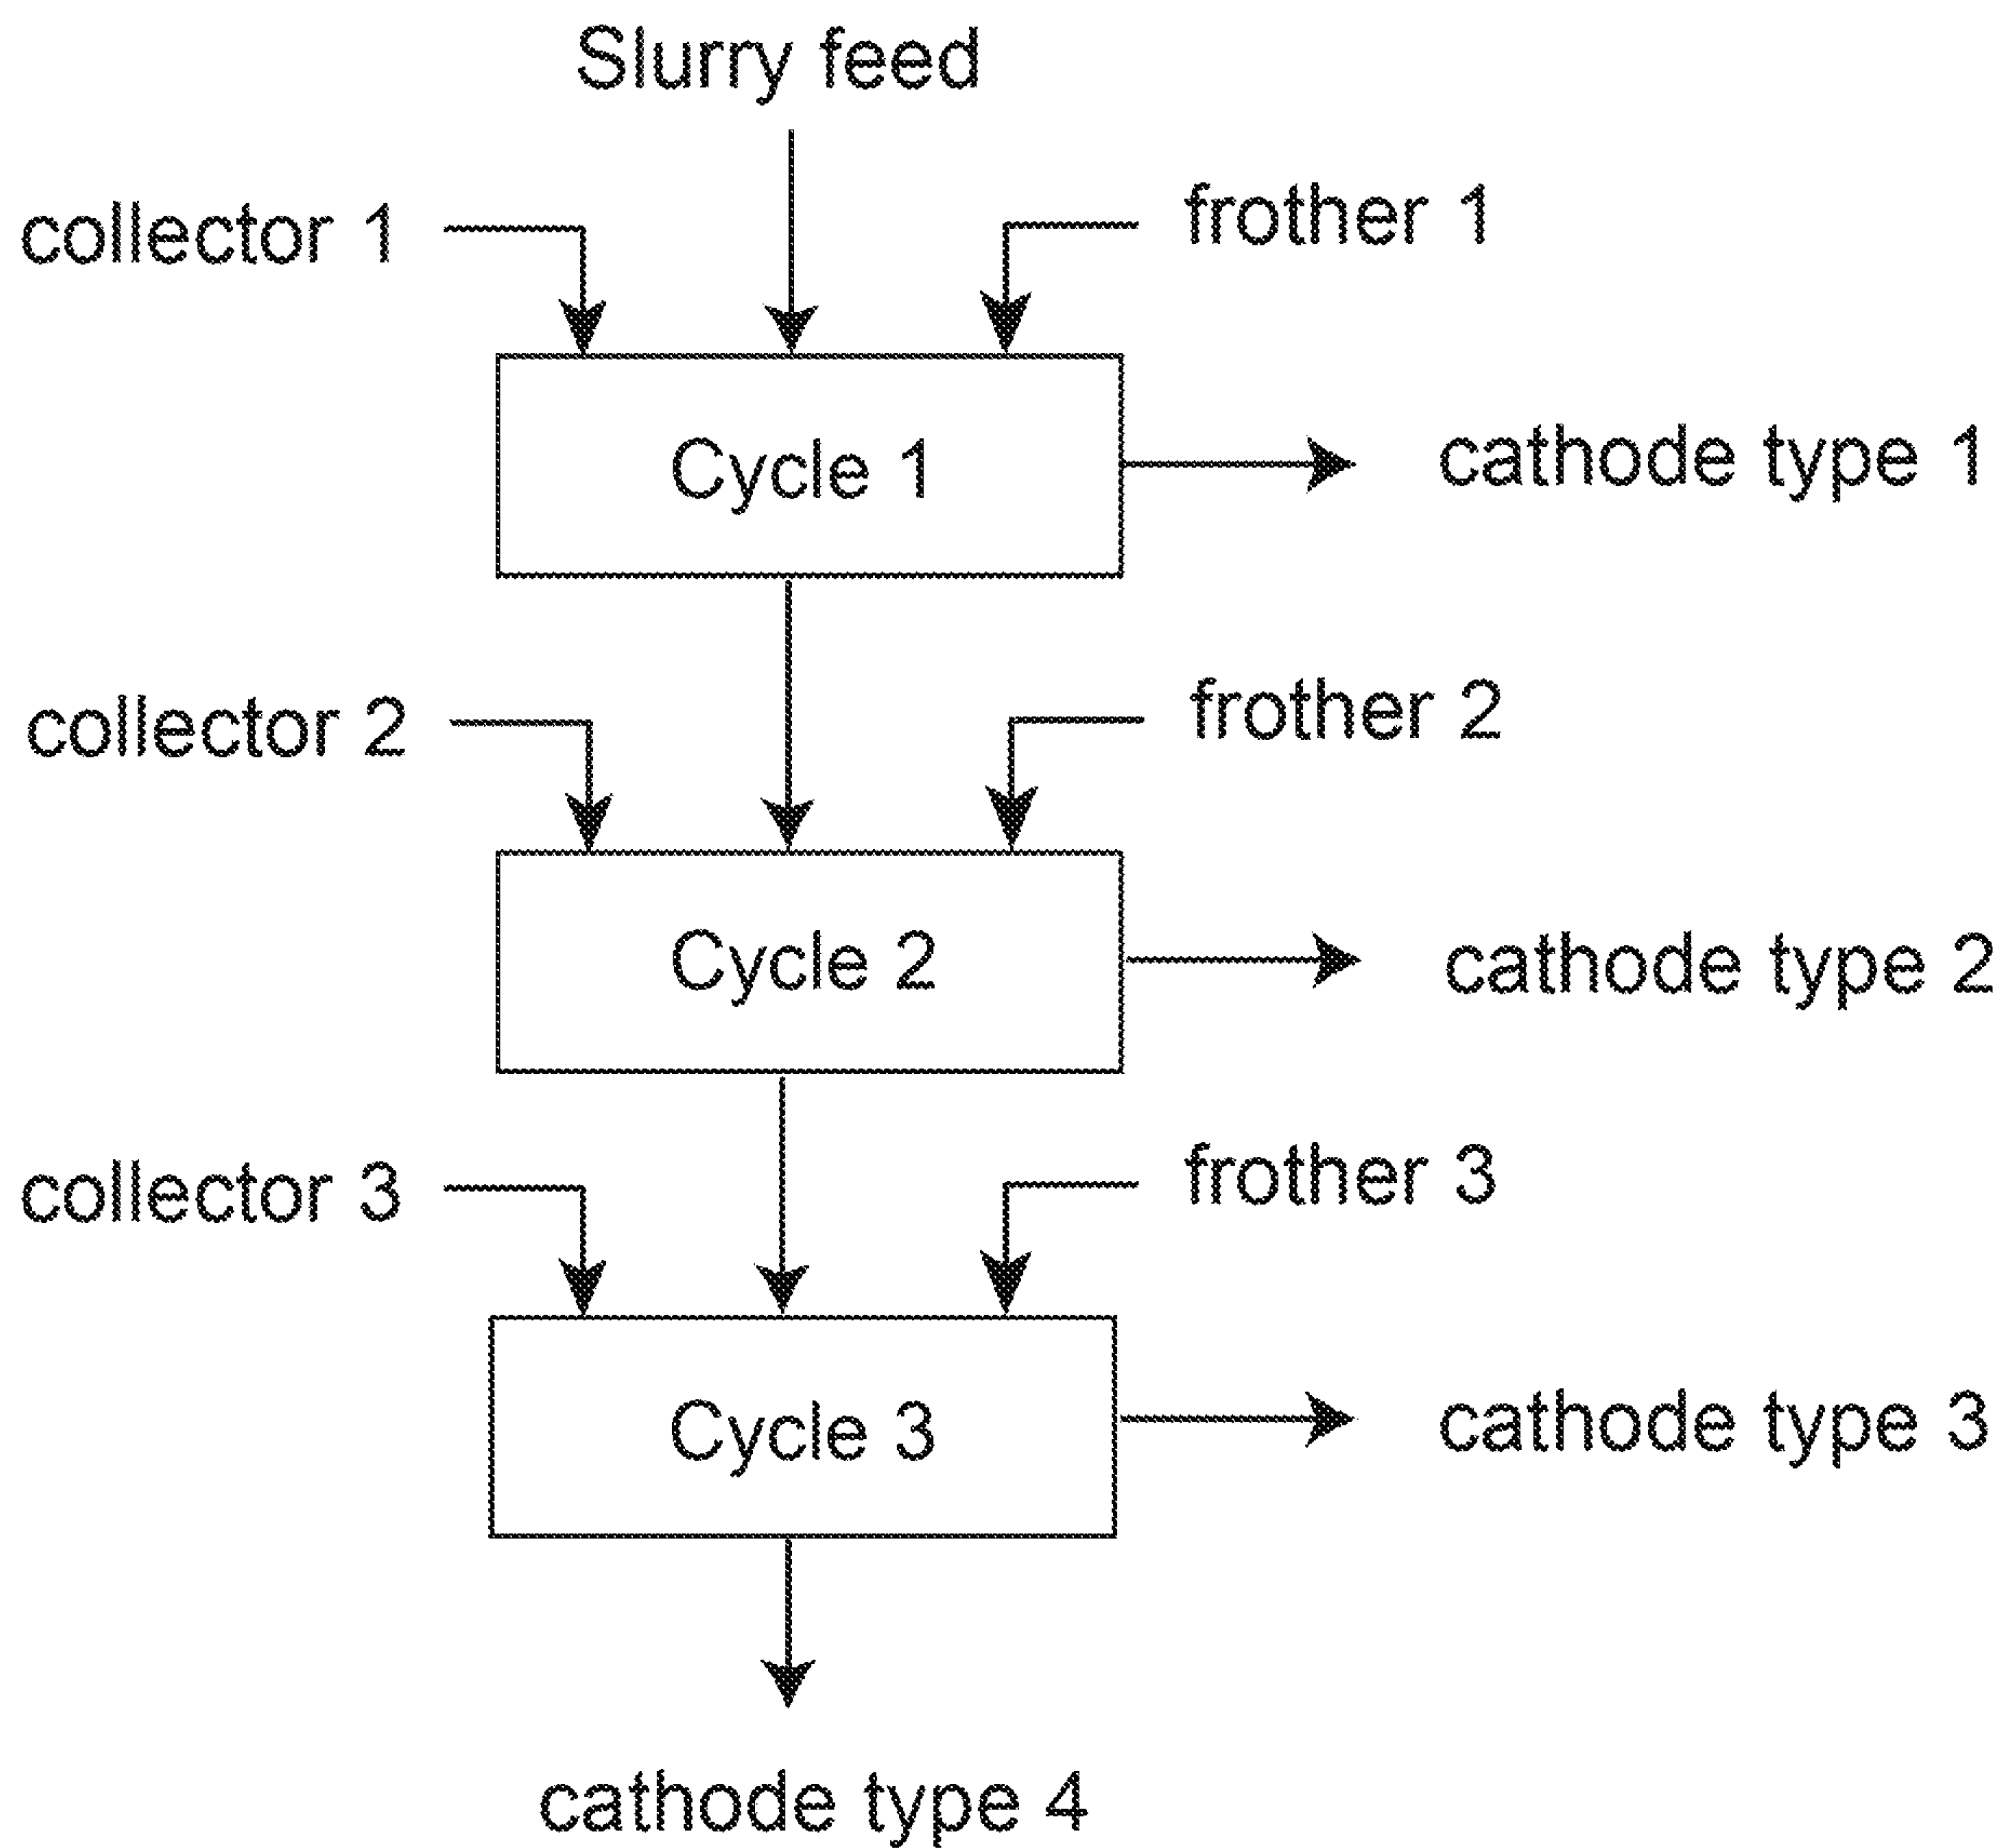 Slurry feed
collector 1
frother 1
Cycle 1
cathode type 1
collector 2
frother 2
Cycle 2
cathode type 2
collector 3
frother 3
Cycle 3
cathode type 3
cathode type 4